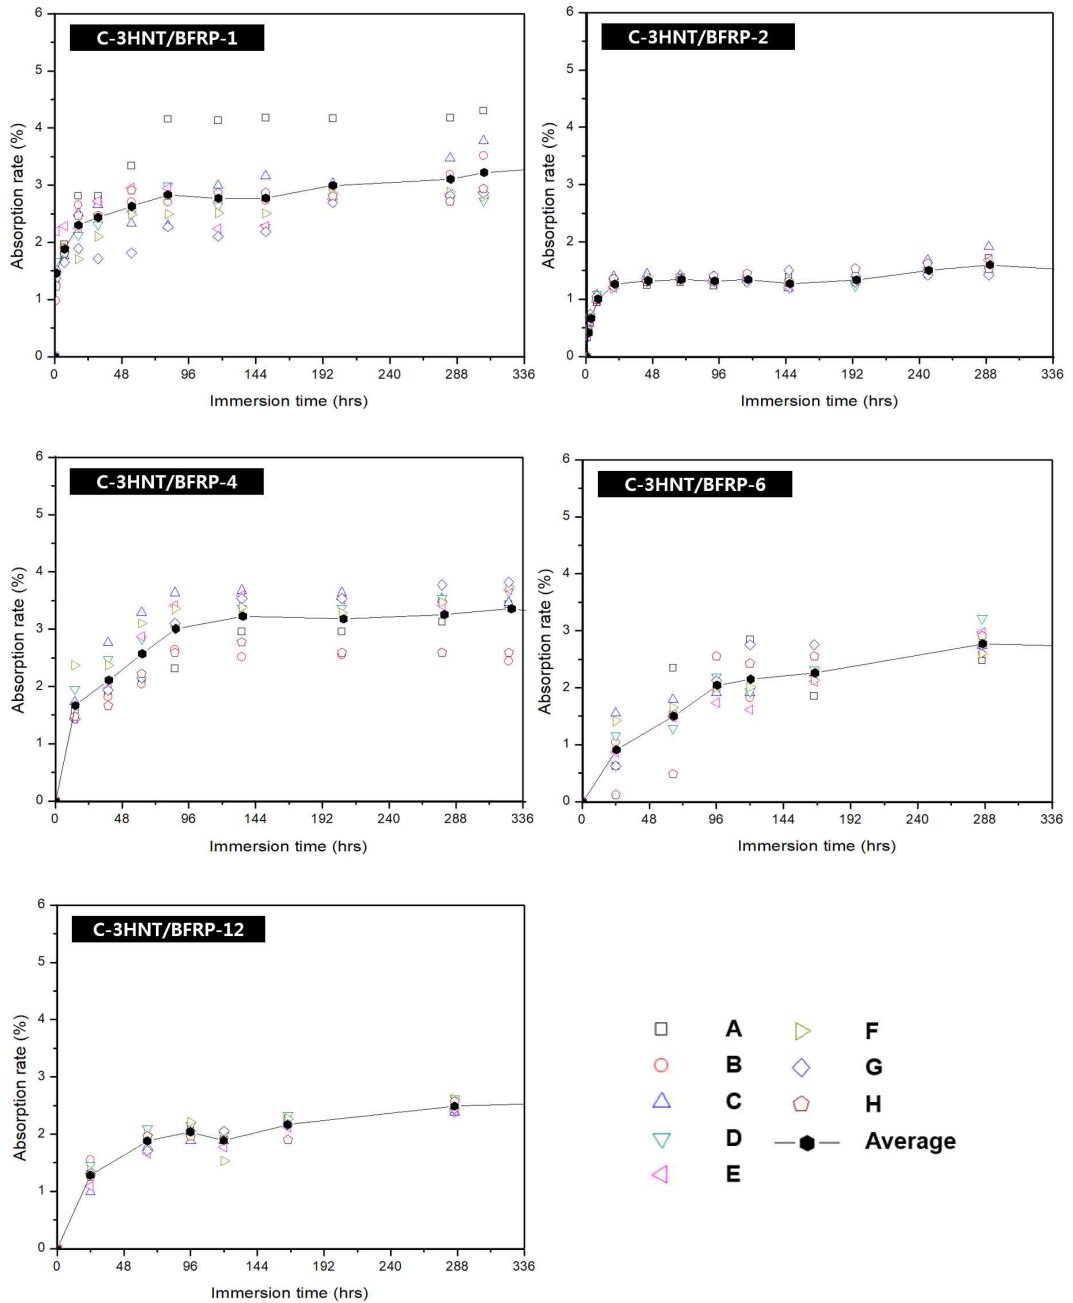 C-3HNT/BFRP-1
Absorption rate (%)
6
5
4
3
2
1
0
0 48 96 144 192 240 288 336
Immersion time (hrs)
C-3HNT/BFRP-2
Absorption rate (%)
6
5
4
3
2
1
0
0 48 96 144 192 240 288 336
Immersion time (hrs)
C-3HNT/BFRP-4
Absorption rate (%)
6
5
4
3
2
1
0
0 48 96 144 192 240 288 336
Immersion time (hrs)
C-3HNT/BFRP-6
Absorption rate (%)
6
5
4
3
2
1
0
0 48 96 144 192 240 288 336
Immersion time (hrs)
C-3HNT/BFRP-12
Absorption rate (%)
6
5
4
3
2
1
0
0 48 96 144 192 240 288 336
Immersion time (hrs)
A
B
C
D
E
F
G
H
Average